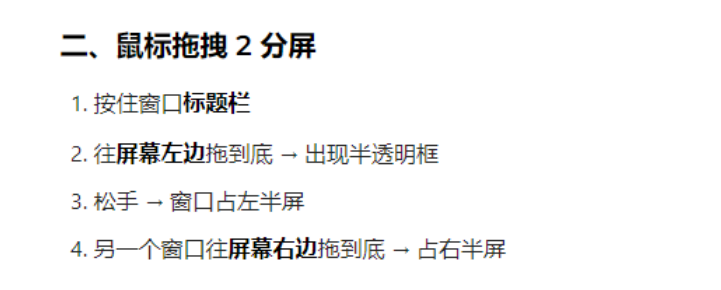 二、鼠标拖拽 2 分屏
1. 按住窗口标题栏
2. 往屏幕左边拖到底 → 出现半透明框
3. 松手 → 窗口占左半屏
4. 另一个窗口往屏幕右边拖到底 → 占右半屏